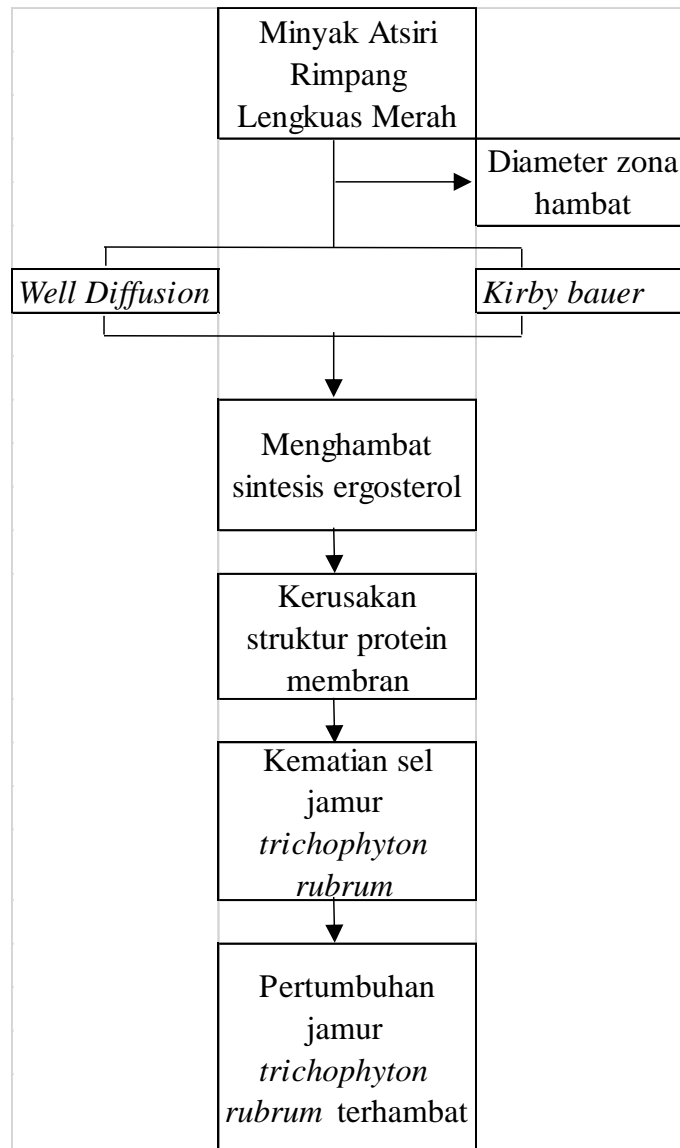 Minyak Atsiri
Rimpang
Lengkuas Merah
Diameter zona
hambat
Well Diffusion
Kirby bauer
Menghambat
sintesis ergosterol
Kerusakan
struktur protein
membran
Kematian sel
jamur
trichophyton
rubrum
Pertumbuhan
jamur
trichophyton
rubrum terhambat